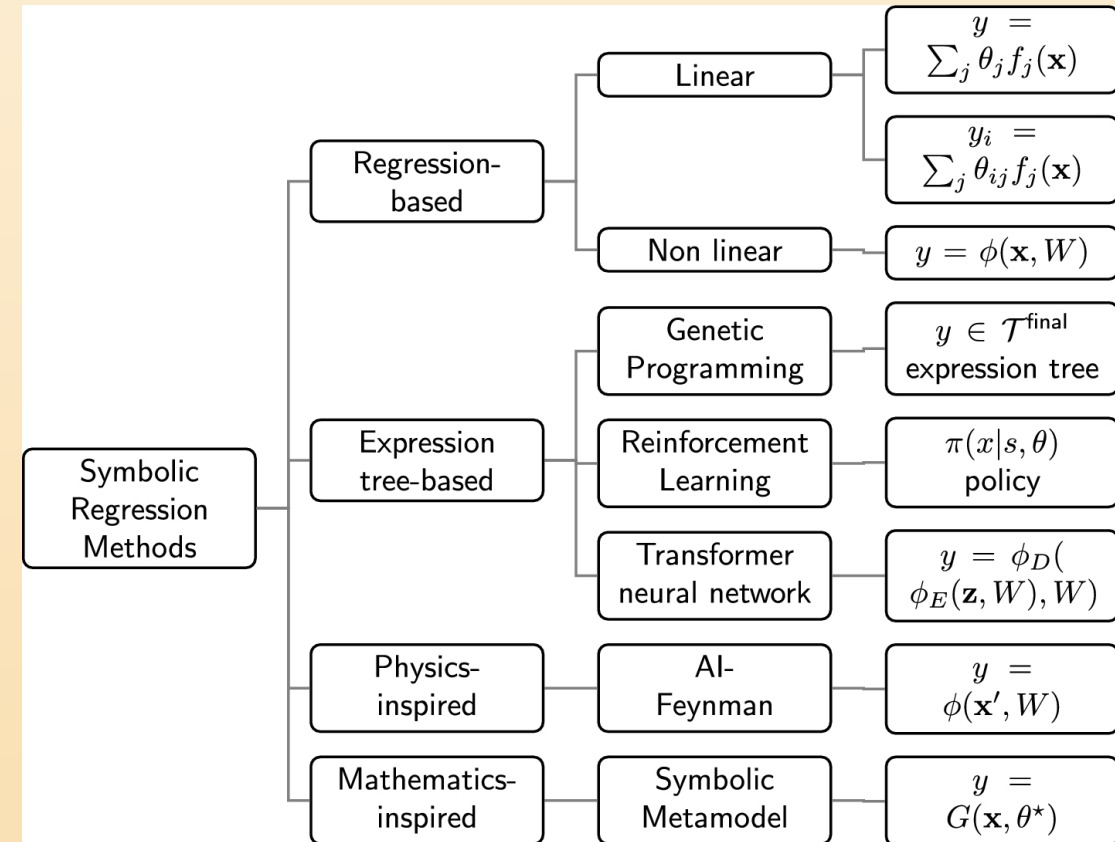 Symbolic
Regression
Methods
Regression-
based
Linear
y =
∑_j θ_j f_j(𝐱)
y_i =
∑_j θ_{ij} f_j(𝐱)
Non linear
y = ϕ(𝐱, W)
Expression
tree-based
Genetic
Programming
y ∈ 𝒯^{final}
expression tree
Reinforcement
Learning
π(x|s, θ)
policy
Transformer
neural network
y = ϕ_D(
ϕ_E(𝐳, W), W)
Physics-
inspired
AI-
Feynman
y =
ϕ(𝐱′, W)
Mathematics-
inspired
Symbolic
Metamodel
y =
G(𝐱, θ^⋆)